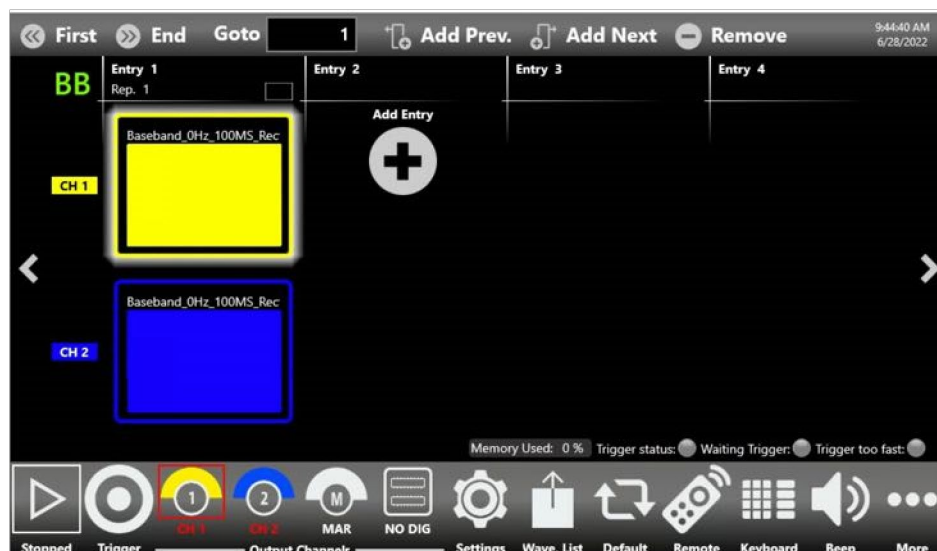 First End Goto 1 Add Prev. Add Next Remove 9:44:40 AM
6/28/2022
BB Entry 1 Entry 2 Entry 3 Entry 4
Rep. 1
Add Entry
Baseband_0Hz_100MS_Rec
CH 1
Baseband_0Hz_100MS_Rec
CH 2
Memory Used: 0 % Trigger status: Waiting Trigger: Trigger too fast:
1 2 M
CH 1 CH 2 MAR NO DIG
Stopped Trigger Output Channels Settings Wave. List Default Remote Keyboard Beep More